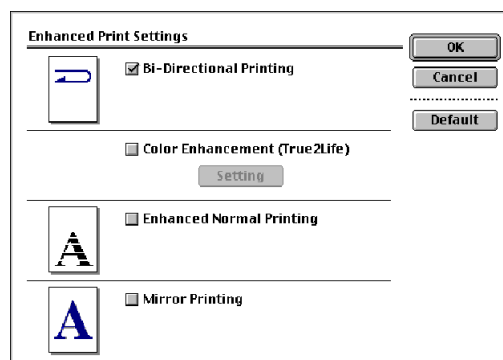 Enhanced Print Settings
OK
Bi-Directional Printing
Cancel
Default
Color Enhancement (True2Life)
Setting
Enhanced Normal Printing
A
Mirror Printing
A